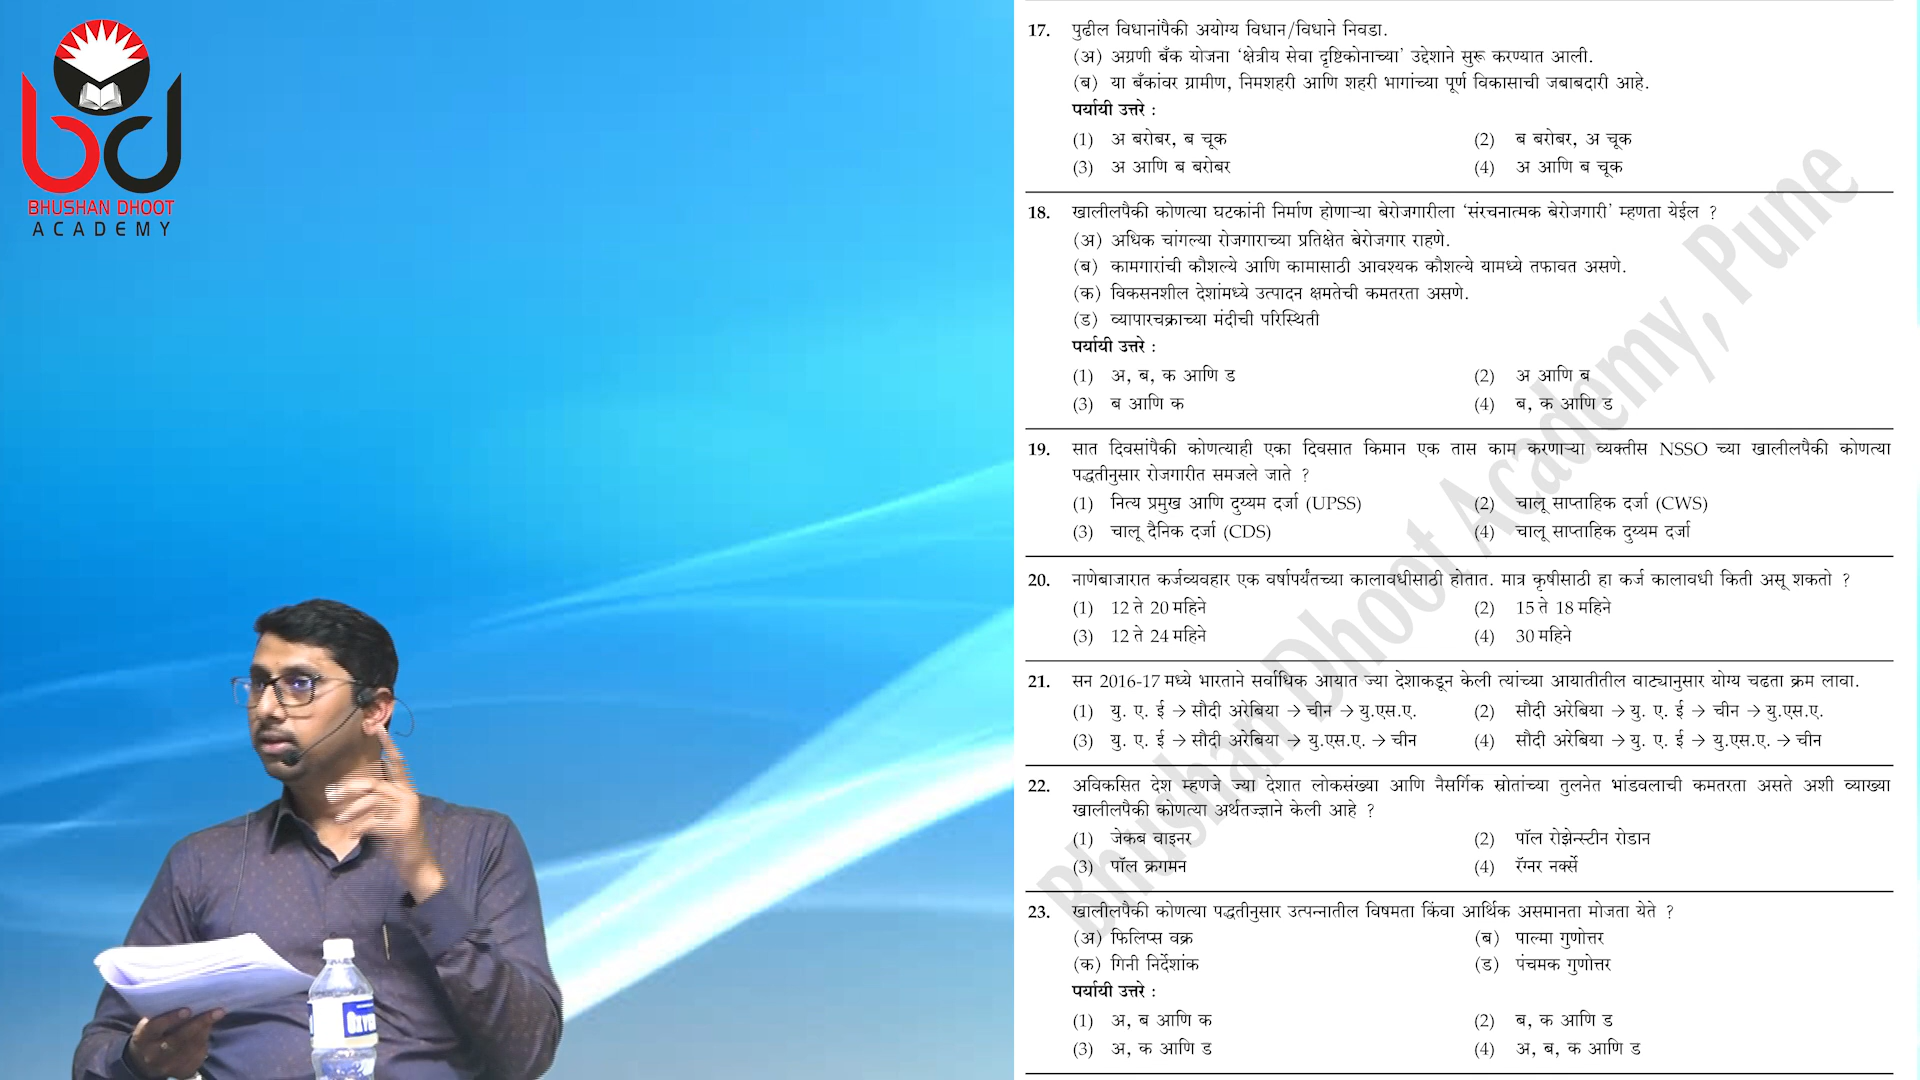 BHUSHAN DHOOT
ACADEMY
17. पुढील विधानांपैकी अयोग्य विधान/विधाने निवडा.
(अ) अग्रणी बँक योजना ‘क्षेत्रीय सेवा दृष्टिकोनाच्या’ उद्देशाने सुरू करण्यात आली.
(ब) या बँकांवर ग्रामीण, निमशहरी आणि शहरी भागांच्या पूर्ण विकासाची जबाबदारी आहे.
पर्यायी उत्तरे :
(1) अ बरोबर, ब चूक (2) ब बरोबर, अ चूक
(3) अ आणि ब बरोबर (4) अ आणि ब चूक
18. खालीलपैकी कोणत्या घटकांनी निर्माण होणाऱ्या बेरोजगारीला ‘संरचनात्मक बेरोजगारी’ म्हणता येईल ?
(अ) अधिक चांगल्या रोजगाराच्या प्रतिक्षेत बेरोजगार राहणे.
(ब) कामगारांची कौशल्ये आणि कामासाठी आवश्यक कौशल्ये यामध्ये तफावत असणे.
(क) विकसनशील देशांमध्ये उत्पादन क्षमतेची कमतरता असणे.
(ड) व्यापारचक्राच्या मंदीची परिस्थिती
पर्यायी उत्तरे :
(1) अ, ब, क आणि ड (2) अ आणि ब
(3) ब आणि क (4) ब, क आणि ड
19. सात दिवसांपैकी कोणत्याही एका दिवसात किमान एक तास काम करणाऱ्या व्यक्तीस NSSO च्या खालीलपैकी कोणत्या
पद्धतीनुसार रोजगारीत समजले जाते ?
(1) नित्य प्रमुख आणि दुय्यम दर्जा (UPSS) (2) चालू साप्ताहिक दर्जा (CWS)
(3) चालू दैनिक दर्जा (CDS) (4) चालू साप्ताहिक दुय्यम दर्जा
20. नाणेबाजारात कर्जव्यवहार एक वर्षापर्यंतच्या कालावधीसाठी होतात. मात्र कृषीसाठी हा कर्ज कालावधी किती असू शकतो ?
(1) 12 ते 20 महिने (2) 15 ते 18 महिने
(3) 12 ते 24 महिने (4) 30 महिने
21. सन 2016-17 मध्ये भारताने सर्वाधिक आयात ज्या देशाकडून केली त्यांच्या आयातीतील वाट्यानुसार योग्य चढता क्रम लावा.
(1) यु. ए. ई → सौदी अरेबिया → चीन → यु.एस.ए. (2) सौदी अरेबिया → यु. ए. ई → चीन → यु.एस.ए.
(3) यु. ए. ई → सौदी अरेबिया → यु.एस.ए. → चीन (4) सौदी अरेबिया → यु. ए. ई → यु.एस.ए. → चीन
22. अविकसित देश म्हणजे ज्या देशात लोकसंख्या आणि नैसर्गिक स्रोतांच्या तुलनेत भांडवलाची कमतरता असते अशी व्याख्या
खालीलपैकी कोणत्या अर्थतज्ज्ञाने केली आहे ?
(1) जेकब वाइनर (2) पॉल रोझेन्स्टीन रोडान
(3) पॉल क्रुगमन (4) रॅग्नर नर्क्से
23. खालीलपैकी कोणत्या पद्धतीनुसार उत्पन्नातील विषमता किंवा आर्थिक असमानता मोजता येते ?
(अ) फिलिप्स वक्र (ब) पाल्मा गुणोत्तर
(क) गिनी निर्देशांक (ड) पंचमक गुणोत्तर
पर्यायी उत्तरे :
(1) अ, ब आणि क (2) ब, क आणि ड
(3) अ, क आणि ड (4) अ, ब, क आणि ड
Bhushan Dhoot Academy, Pune